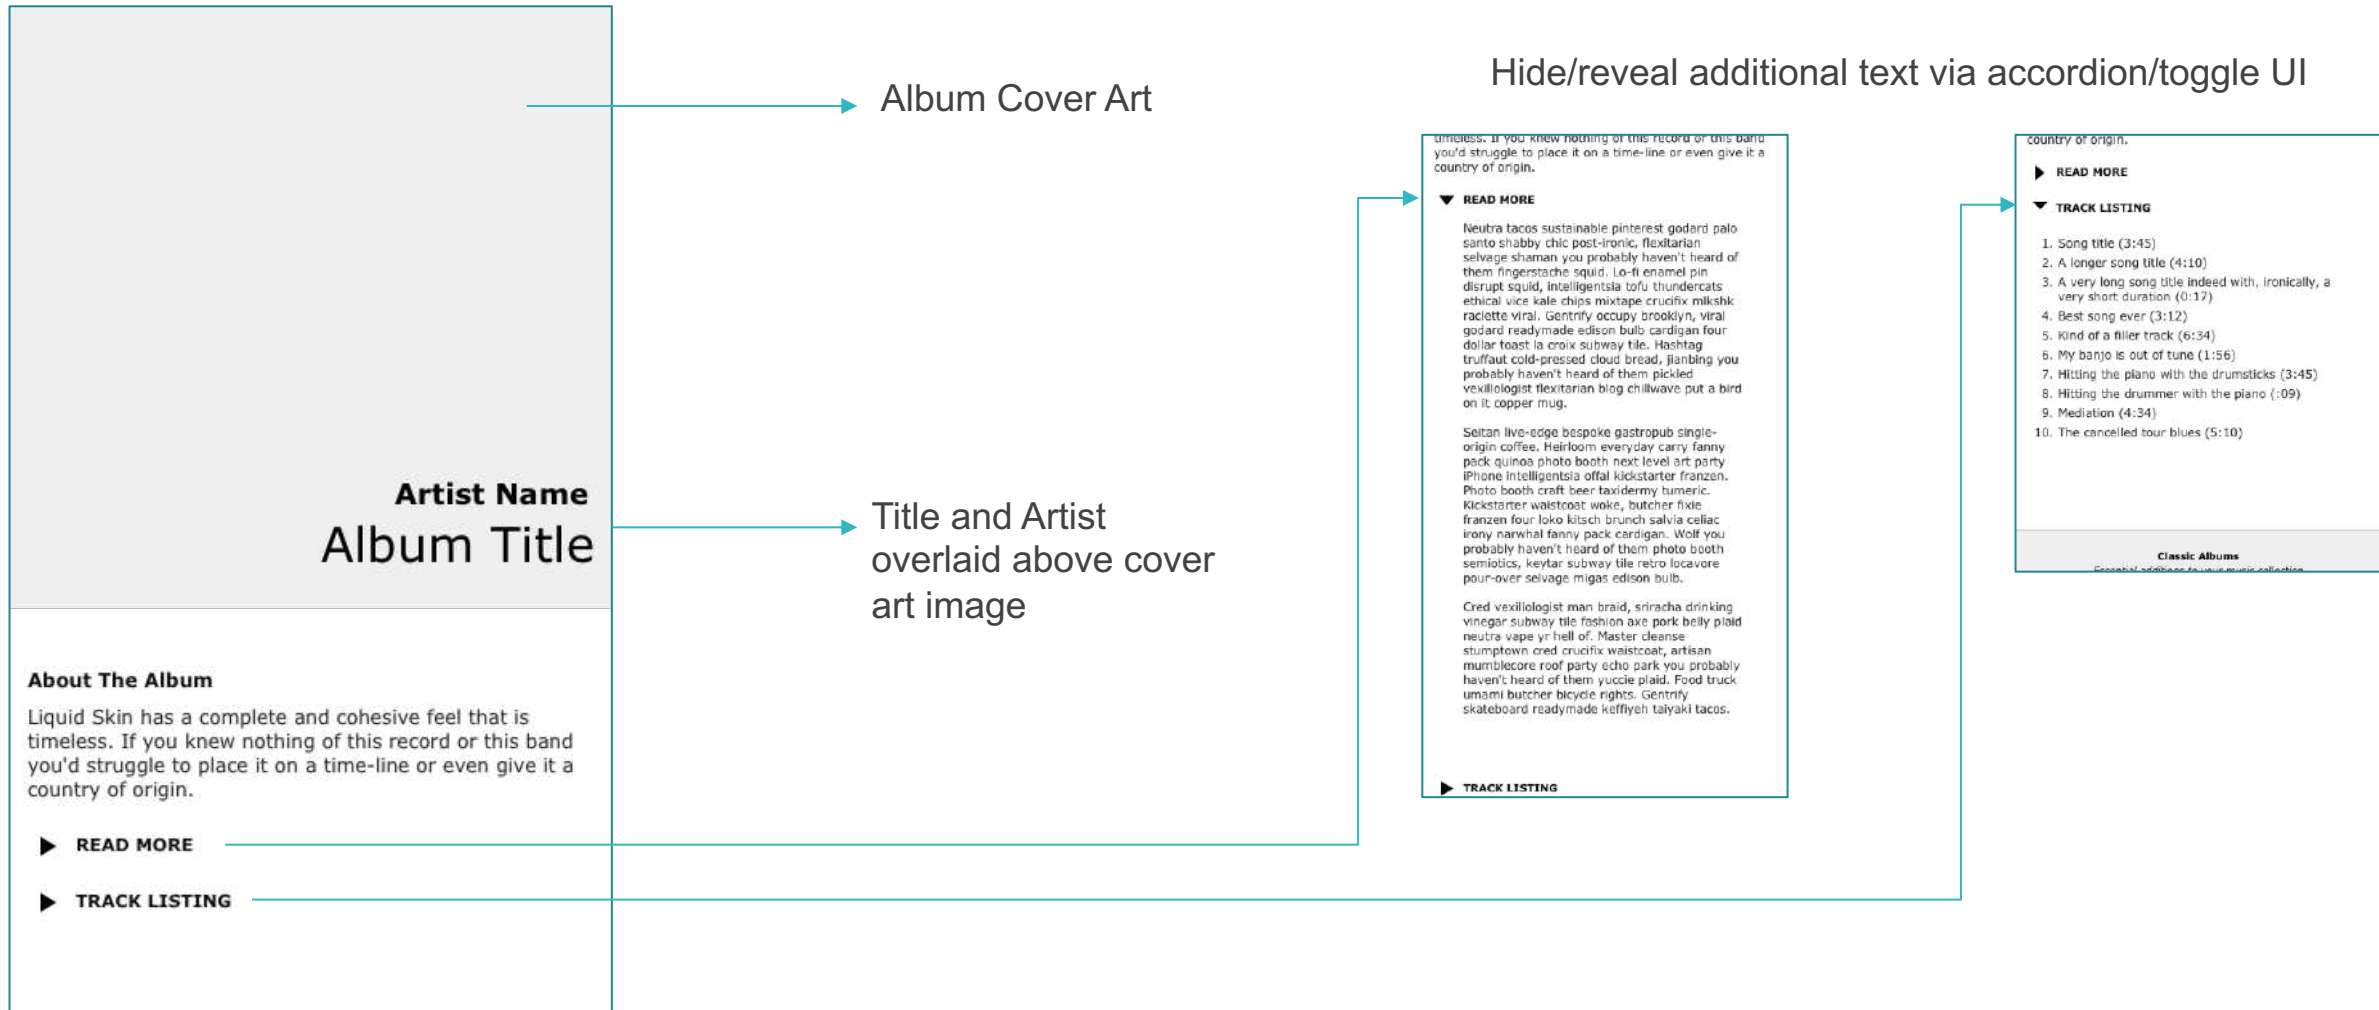 Album Cover Art
Hide/reveal additional text via accordion/toggle UI
Artist Name
Album Title
Title and Artist
overlaid above cover
art image
About The Album
Liquid Skin has a complete and cohesive feel that is
timeless. If you knew nothing of this record or this band
you'd struggle to place it on a time-line or even give it a
country of origin.
READ MORE
TRACK LISTING
timeless. If you knew nothing of this record or this band
you'd struggle to place it on a time-line or even give it a
country of origin.
READ MORE
Neutra tacos sustainable pinterest godard palo
santo shabby chic post-ironic, flexitarian
selvage shaman you probably haven't heard of
them fingerstache squid. Lo-fi enamel pin
disrupt squid, intelligentsia tofu thundercats
ethical vice kale chips mixtape crucifix mlkshk
raclette viral. Gentrify occupy brooklyn, viral
godard readymade edison bulb cardigan four
dollar toast la croix subway tile. Hashtag
truffaut cold-pressed cloud bread, jianbing you
probably haven't heard of them pickled
vexillologist flexitarian blog chillwave put a bird
on it copper mug.
Seitan live-edge bespoke gastropub single-
origin coffee. Heirloom everyday carry fanny
pack quinoa photo booth next level art party
iPhone intelligentsia offal kickstarter franzen.
Photo booth craft beer taxidermy tumeric.
Kickstarter waistcoat woke, butcher fixie
franzen four loko kitsch brunch salvia celiac
irony narwhal fanny pack cardigan. Wolf you
probably haven't heard of them photo booth
semiotics, keytar subway tile retro locavore
pour-over selvage migas edison bulb.
Cred vexillologist man braid, sriracha drinking
vinegar subway tile fashion axe pork belly plaid
neutra vape yr hell of. Master cleanse
stumptown cred crucifix waistcoat, artisan
mumblecore roof party echo park you probably
haven't heard of them yuccie plaid. Food truck
umami butcher bicycle rights. Gentrify
skateboard readymade keffiyeh taiyaki tacos.
TRACK LISTING
country of origin.
READ MORE
TRACK LISTING
1. Song title (3:45)
2. A longer song title (4:10)
3. A very long song title indeed with, ironically, a
very short duration (0:17)
4. Best song ever (3:12)
5. Kind of a filler track (6:34)
6. My banjo is out of tune (1:56)
7. Hitting the piano with the drumsticks (3:45)
8. Hitting the drummer with the piano (:09)
9. Mediation (4:34)
10. The cancelled tour blues (5:10)
Classic Albums
Essential additions to your music collection